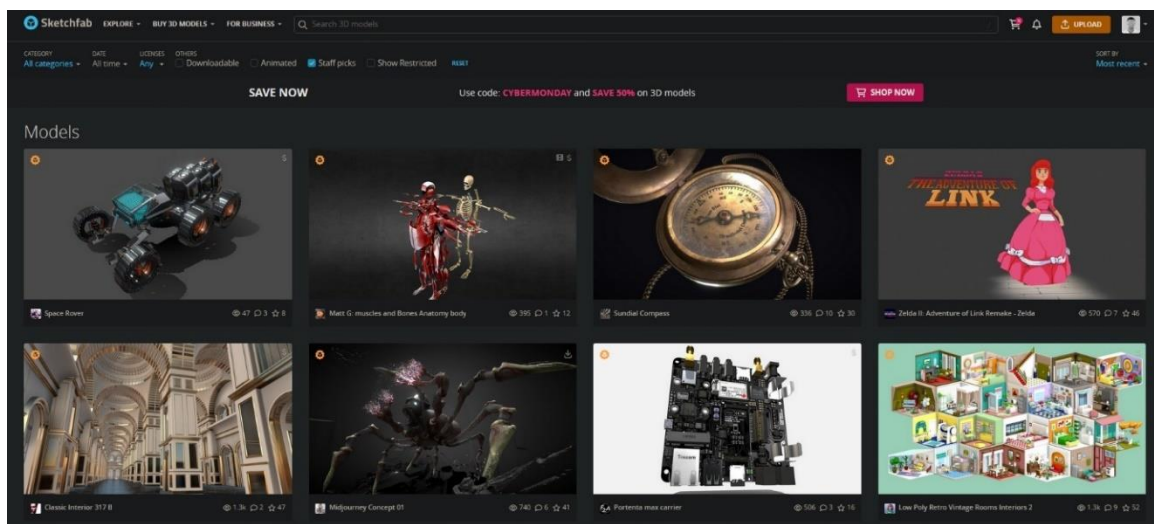 Sketchfab EXPLORE BUY 3D MODELS FOR BUSINESS Search 3D models UPLOAD
CATEGORY DATE LICENSES OTHERS SORT BY
All categories All time Any Downloadable Animated Staff picks Show Restricted RESET Most recent
SAVE NOW Use code: CYBERMONDAY and SAVE 50% on 3D models SHOP NOW
Models
THE ADVENTURE OF
LINK
Space Rover 47 3 8
Matt G: muscles and Bones Anatomy body 395 1 12
Sundial Compass 336 10 30
Zelda II: Adventure of Link Remake - Zelda 570 7 46
Classic Interior 317 B 1.3k 2 47
Midjourney Concept 01 740 6 41
Portenta max carrier 506 3 16
Low Poly Retro Vintage Rooms Interiors 2 1.3k 9 52